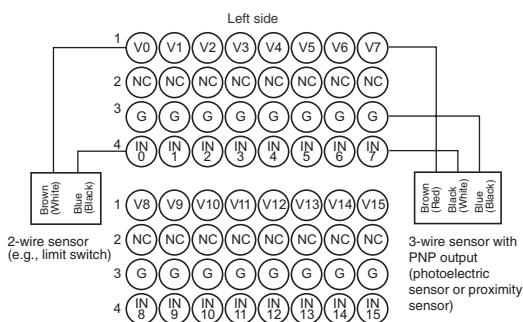 Left side
1 V0 V1 V2 V3 V4 V5 V6 V7
2 NC NC NC NC NC NC NC NC
3 G G G G G G G G
4 IN 0 IN 1 IN 2 IN 3 IN 4 IN 5 IN 6 IN 7
Brown (White)
Blue (Black)
2-wire sensor
(e.g., limit switch)
1 V8 V9 V10 V11 V12 V13 V14 V15
2 NC NC NC NC NC NC NC NC
3 G G G G G G G G
4 IN 8 IN 9 IN 10 IN 11 IN 12 IN 13 IN 14 IN 15
Brown (Red)
Black (White)
Blue (Black)
3-wire sensor with
PNP output
(photoelectric
sensor or proximity
sensor)